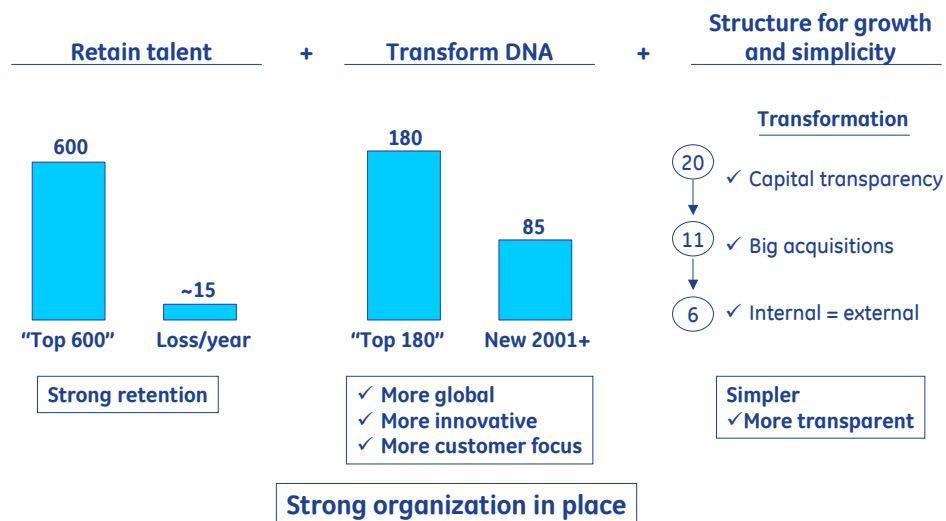 Retain talent
+
Transform DNA
+
Structure for growth
and simplicity
600
~15
“Top 600”
Loss/year
Strong retention
180
85
“Top 180”
New 2001+
✓ More global
✓ More innovative
✓ More customer focus
Transformation
20
✓ Capital transparency
11
✓ Big acquisitions
6
✓ Internal = external
Simpler
✓More transparent
Strong organization in place